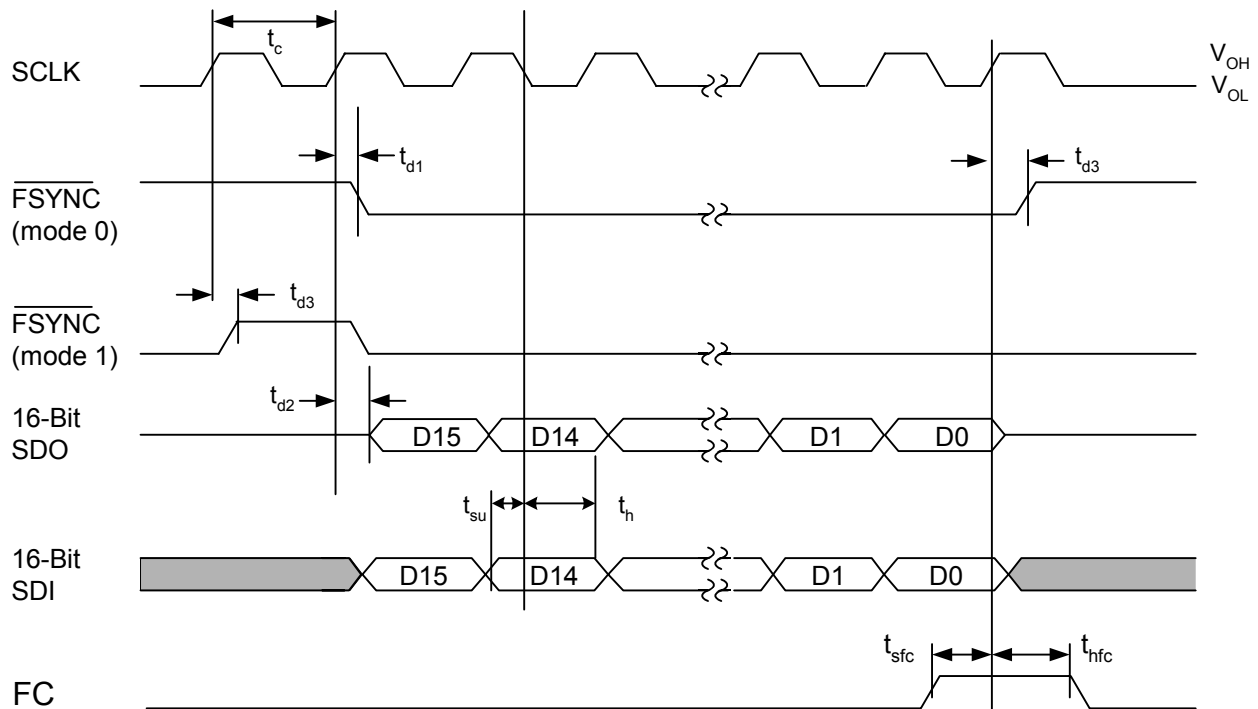 t_c
SCLK
V_OH
V_OL
t_d1
t_d3
FSYNC
(mode 0)
t_d3
FSYNC
(mode 1)
t_d2
16-Bit
SDO
D15 D14 D1 D0
t_su t_h
16-Bit
SDI
D15 D14 D1 D0
t_sfc t_hfc
FC